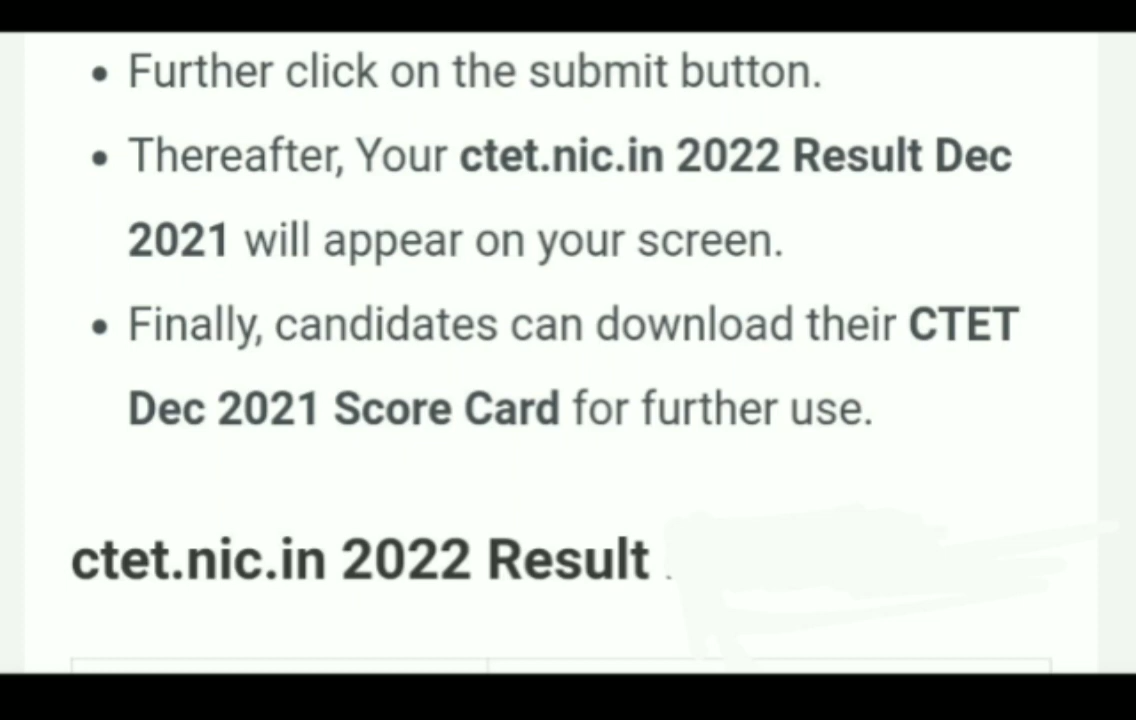 • Further click on the submit button.
• Thereafter, Your ctet.nic.in 2022 Result Dec
2021 will appear on your screen.
• Finally, candidates can download their CTET
Dec 2021 Score Card for further use.
ctet.nic.in 2022 Result